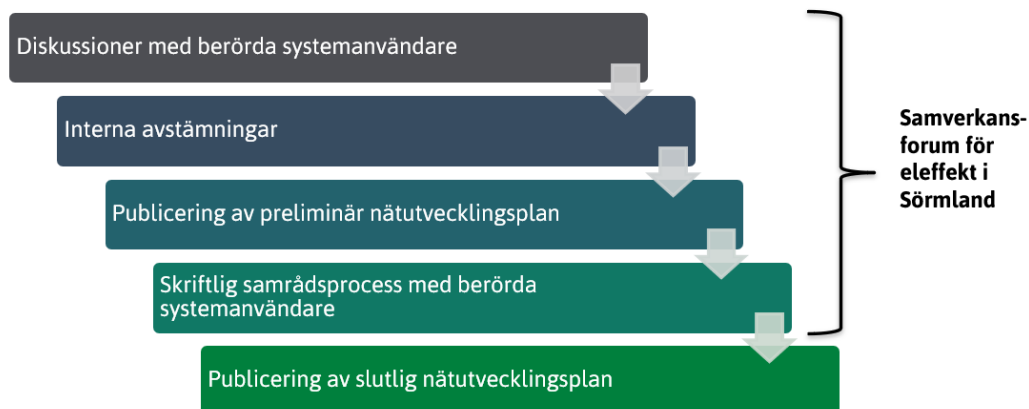 Diskussioner med berörda systemanvändare
Interna avstämningar
Publicering av preliminär nätutvecklingsplan
Skriftlig samrådsprocess med berörda
systemanvändare
Publicering av slutlig nätutvecklingsplan
Samverkans-
forum för
eleffekt i
Sörmland